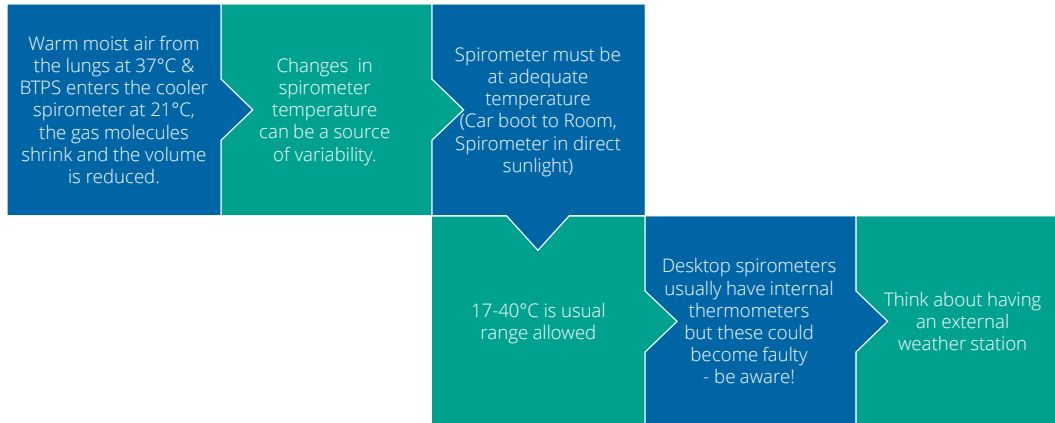 Warm moist air from
the lungs at 37°C &
BTPS enters the cooler
spirometer at 21°C,
the gas molecules
shrink and the volume
is reduced.
Changes in
spirometer
temperature
can be a source
of variability.
Spirometer must be
at adequate
temperature
(Car boot to Room,
Spirometer in direct
sunlight)
17-40°C is usual
range allowed
Desktop spirometers
usually have internal
thermometers
but these could
become faulty
- be aware!
Think about having
an external
weather station